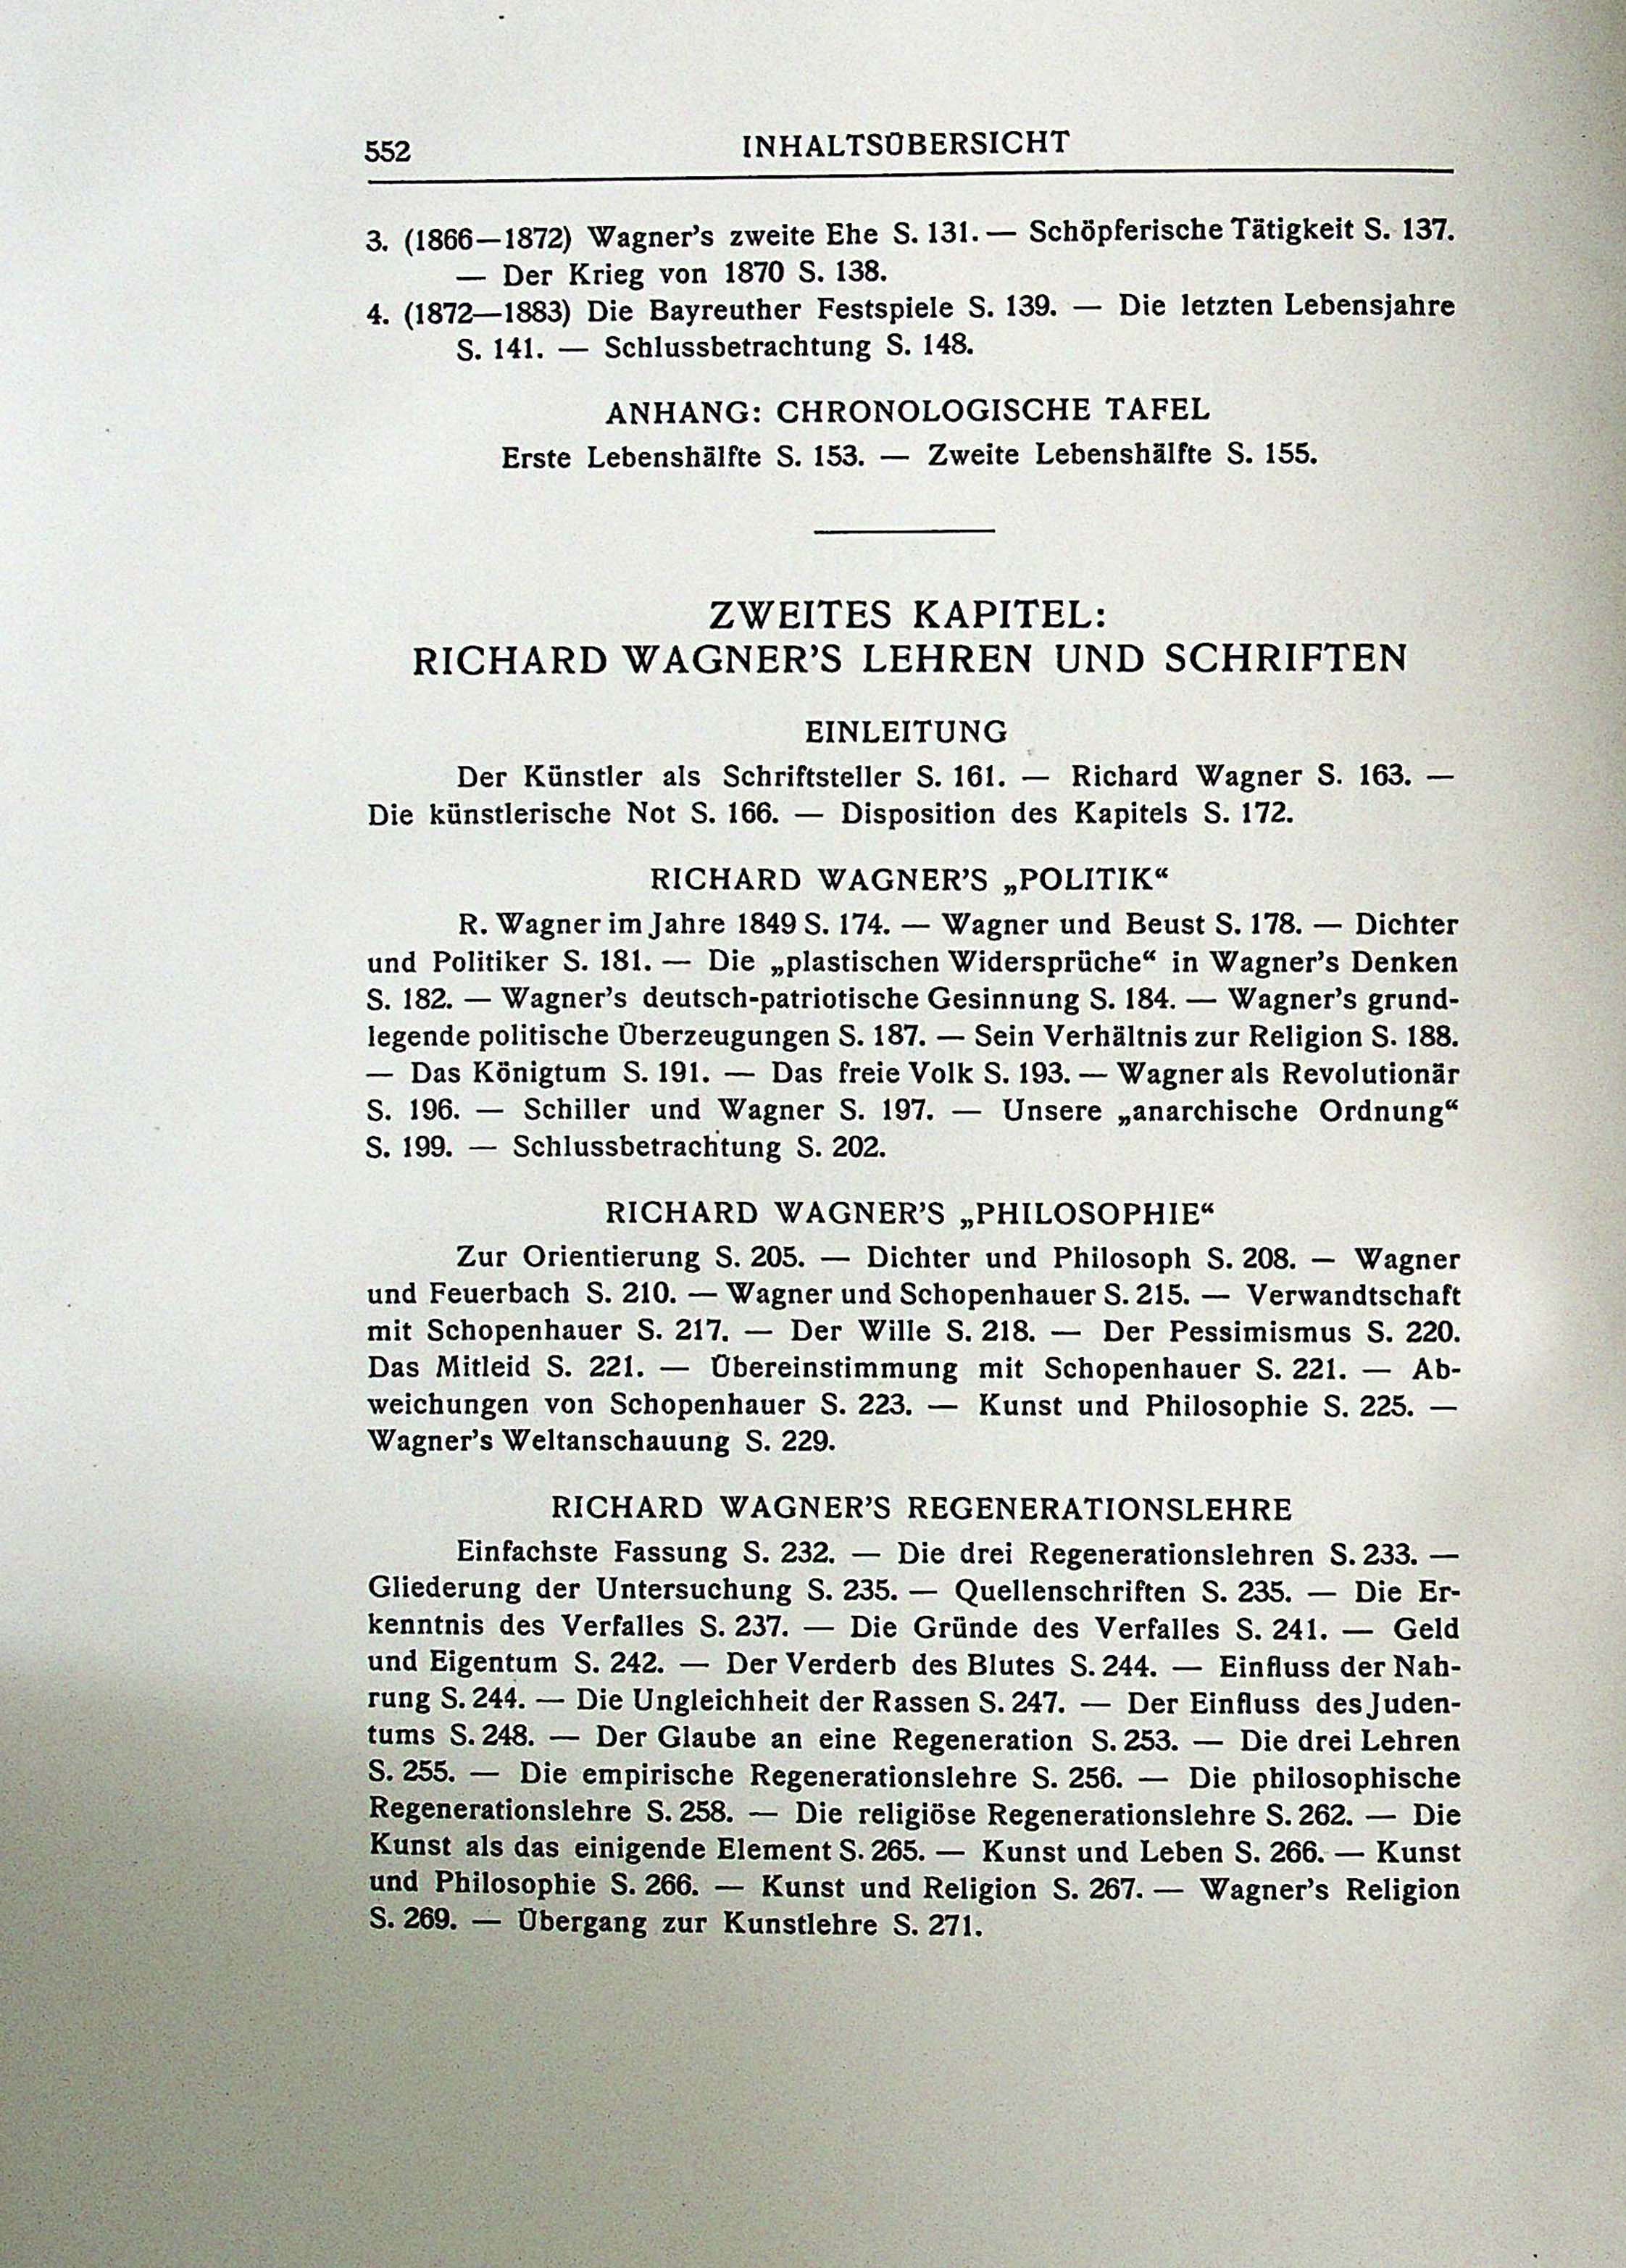 552
INHALTSÜBERSICHT
3. (1866—1872) Wagner's zweite Ehe S. 131. — Schöpferische Tätigkeit S. 137.
— Der Krieg von 1870 S. 138.
4. (1872—1883) Die Bayreuther Festspiele S. 139. — Die letzten Lebensjahre
S. 141. — Schlussbetrachtung S. 148.
ANHANG: CHRONOLOGISCHE TAFEL
Erste Lebenshälfte S. 153. — Zweite Lebenshälfte S. 155.
ZWEITES KAPITEL:
RICHARD WAGNER'S LEHREN UND SCHRIFTEN
EINLEITUNG
Der Künstler als Schriftsteller S. 161. — Richard Wagner S. 163. —
Die künstlerische Not S. 166. — Disposition des Kapitels S. 172.
RICHARD WAGNER'S „POLITIK“
R. Wagner im Jahre 1849 S. 174. — Wagner und Beust S. 178. — Dichter
und Politiker S. 181. — Die „plastischen Widersprüche“ in Wagner's Denken
S. 182. — Wagner's deutsch-patriotische Gesinnung S. 184. — Wagner's grund-
legende politische Überzeugungen S. 187. — Sein Verhältnis zur Religion S. 188.
— Das Königtum S. 191. — Das freie Volk S. 193. — Wagner als Revolutionär
S. 196. — Schiller und Wagner S. 197. — Unsere „anarchische Ordnung“
S. 199. — Schlussbetrachtung S. 202.
RICHARD WAGNER'S „PHILOSOPHIE“
Zur Orientierung S. 205. — Dichter und Philosoph S. 208. — Wagner
und Feuerbach S. 210. — Wagner und Schopenhauer S. 215. — Verwandtschaft
mit Schopenhauer S. 217. — Der Wille S. 218. — Der Pessimismus S. 220.
Das Mitleid S. 221. — Übereinstimmung mit Schopenhauer S. 221. — Ab-
weichungen von Schopenhauer S. 223. — Kunst und Philosophie S. 225. —
Wagner's Weltanschauung S. 229.
RICHARD WAGNER'S REGENERATIONSLEHRE
Einfachste Fassung S. 232. — Die drei Regenerationslehren S. 233. —
Gliederung der Untersuchung S. 235. — Quellenschriften S. 235. — Die Er-
kenntnis des Verfalles S. 237. — Die Gründe des Verfalles S. 241. — Geld
und Eigentum S. 242. — Der Verderb des Blutes S. 244. — Einfluss der Nah-
rung S. 244. — Die Ungleichheit der Rassen S. 247. — Der Einfluss des Juden-
tums S. 248. — Der Glaube an eine Regeneration S. 253. — Die drei Lehren
S. 255. — Die empirische Regenerationslehre S. 256. — Die philosophische
Regenerationslehre S. 258. — Die religiöse Regenerationslehre S. 262. — Die
Kunst als das einigende Element S. 265. — Kunst und Leben S. 266. — Kunst
und Philosophie S. 266. — Kunst und Religion S. 267. — Wagner's Religion
S. 269. — Übergang zur Kunstlehre S. 271.